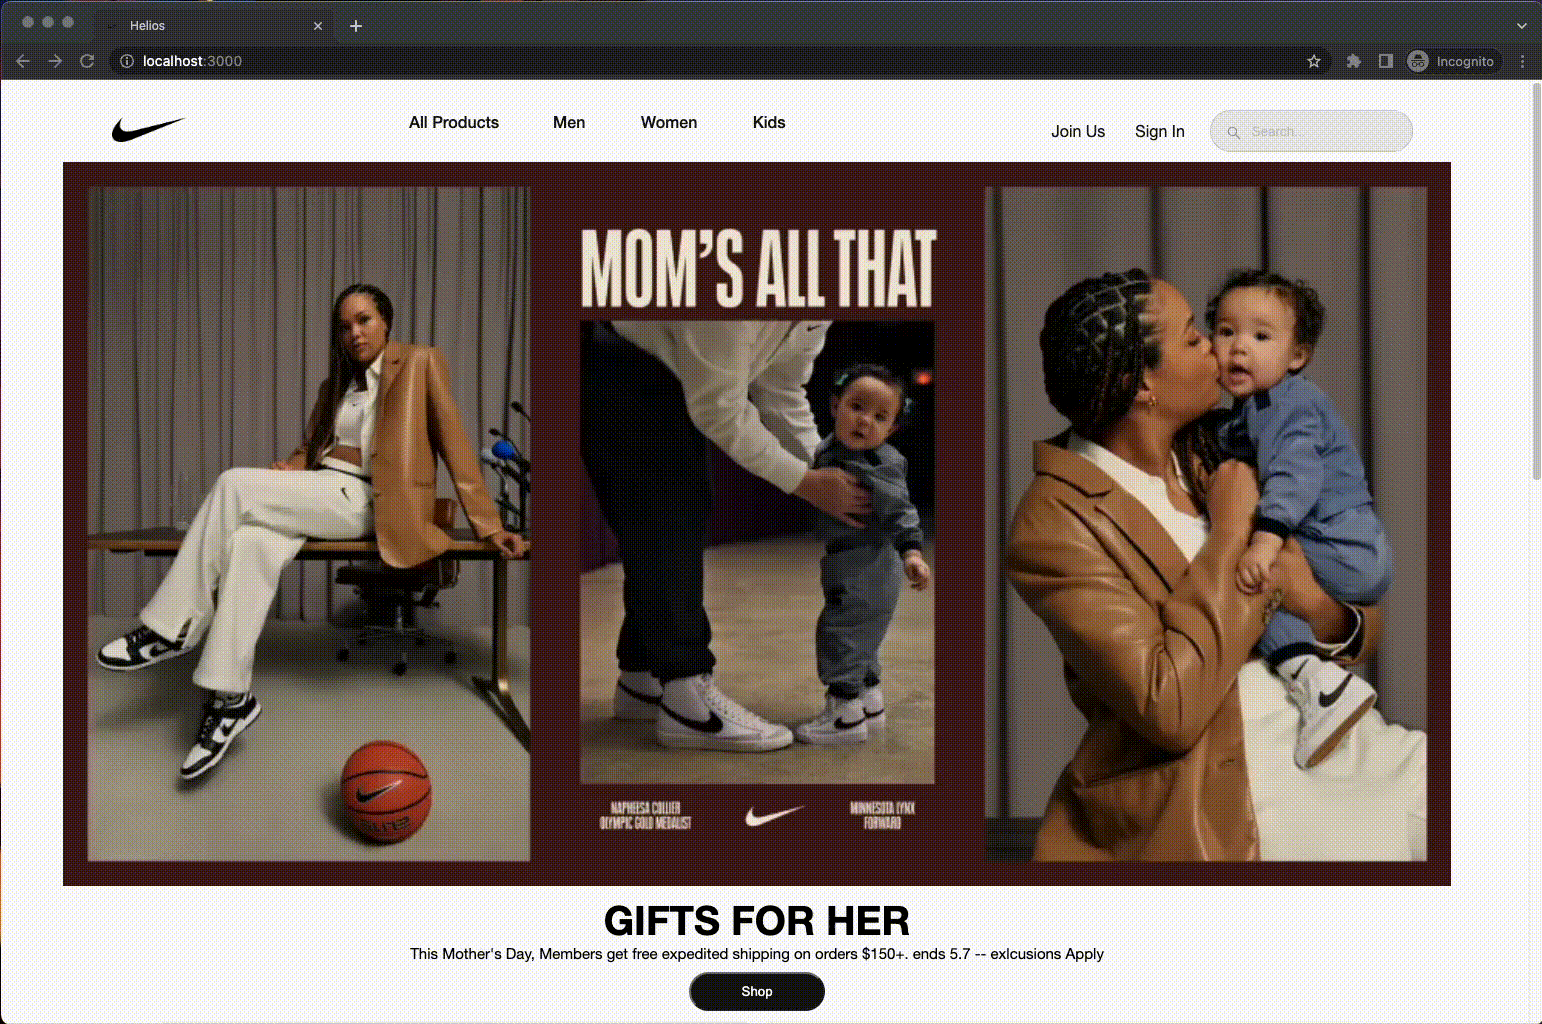 Helios
localhost:3000
Incognito
All Products Men Women Kids
Join Us Sign In Search...
MOM'S ALL THAT
NAPHEESA COLLIER
OLYMPIC GOLD MEDALIST
MINNESOTA LYNX
FORWARD
GIFTS FOR HER
This Mother's Day, Members get free expedited shipping on orders $150+. ends 5.7 -- exlcusions Apply
Shop